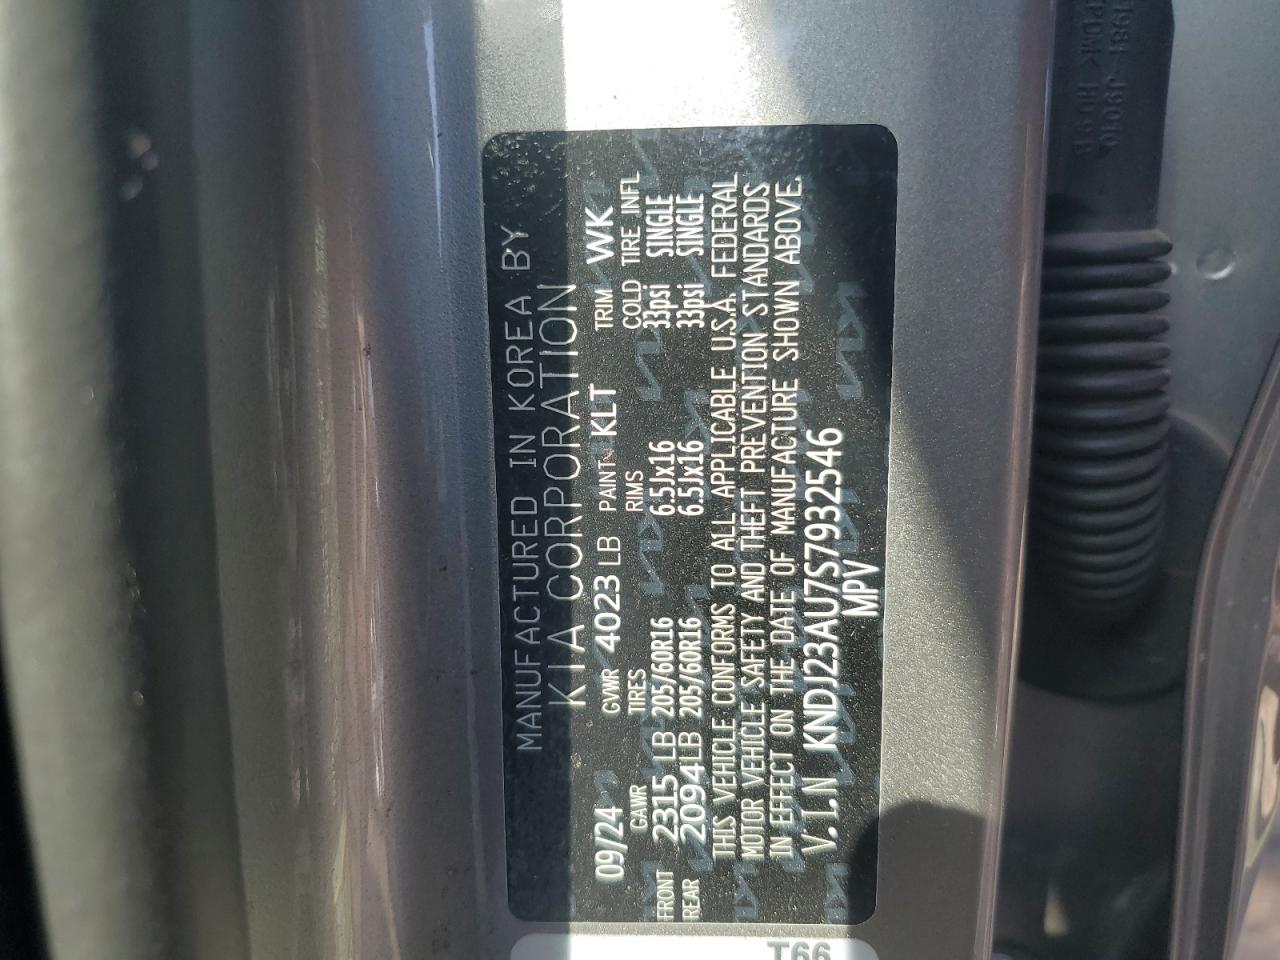 MANUFACTURED IN KOREA BY
KIA CORPORATION
09/24 GVWR 4023 LB PAINT KLT TRIM WK
GAWR TIRES RIMS COLD TIRE INFL
FRONT 2315 LB 205/60R16 6.5Jx16 33psi SINGLE
REAR 2094LB 205/60R16 6.5Jx16 33psi SINGLE
THIS VEHICLE CONFORMS TO ALL APPLICABLE U.S.A. FEDERAL
MOTOR VEHICLE SAFETY AND THEFT PREVENTION STANDARDS
IN EFFECT ON THE DATE OF MANUFACTURE SHOWN ABOVE.
V.I.N KNDJ23AU7S7932546
MPV
T66